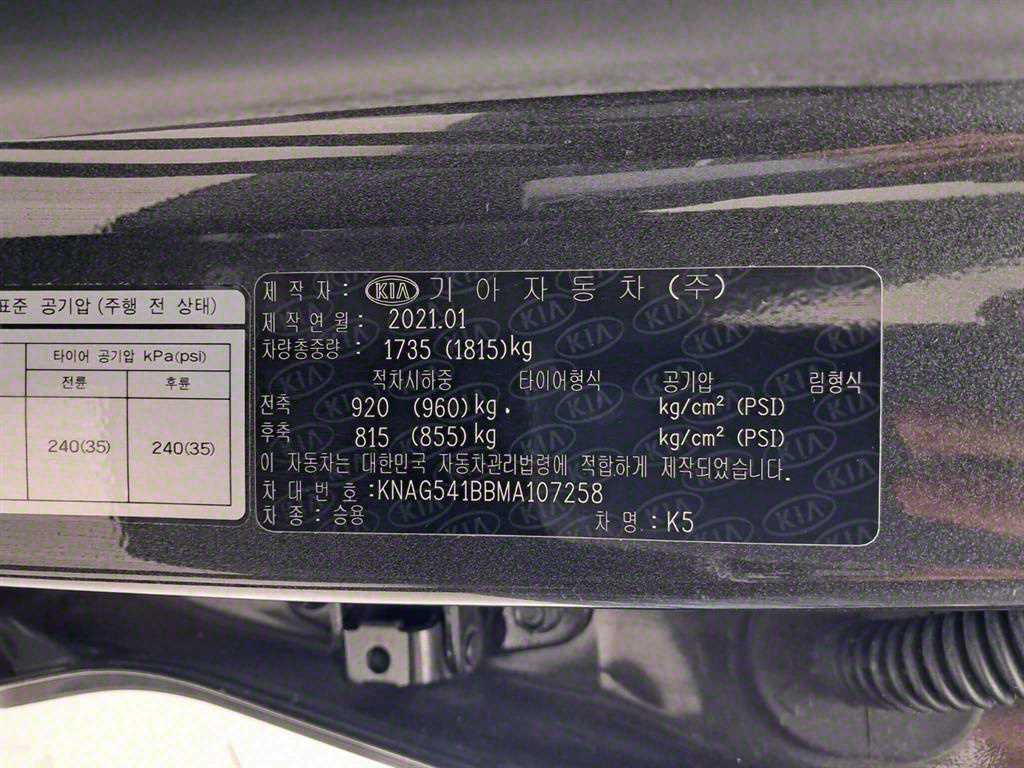 표준 공기압 (주행 전 상태)
타이어 공기압 kPa(psi)
전륜 후륜
240(35) 240(35)
제 작 자 : KIA 기 아 자 동 차 (주)
제 작 연 월 : 2021.01
차량총중량 : 1735 (1815)kg
적차시하중 타이어형식 공기압 림형식
전축 920 (960)kg. kg/cm² (PSI)
후축 815 (855)kg kg/cm² (PSI)
이 자동차는 대한민국 자동차관리법령에 적합하게 제작되었습니다.
차 대 번 호 :KNAG541BBMA107258
차 종 : 승용 차 명 : K5